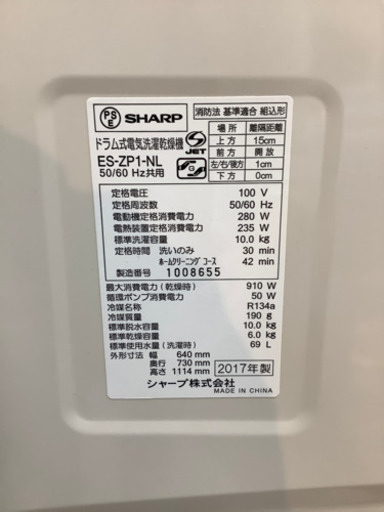 PS E SHARP
消防法 基準適合 組込形
ドラム式電気洗濯乾燥機
S JET
ES-ZP1-NL
50/60 Hz共用
場所 離隔距離
上方 15cm
前方 開放
左/右/後方 1cm
下方 0cm
定格電圧 100 V
定格周波数 50/60 Hz
電動機定格消費電力 280 W
電熱装置定格消費電力 235 W
標準洗濯容量 10.0 kg
定格時間 洗いのみ 30 min
ホームクリーニング コース 42 min
製造番号 1008655
最大消費電力(乾燥時) 910 W
循環ポンプ消費電力 50 W
冷媒名 R134a
冷媒質量 190 g
標準脱水容量 10.0 kg
標準乾燥容量 6.0 kg
標準使用水量(洗濯時) 69 L
外形寸法 幅 640 mm
奥行 730 mm
高さ 1114 mm
2017年製
シャープ株式会社
MADE IN CHINA